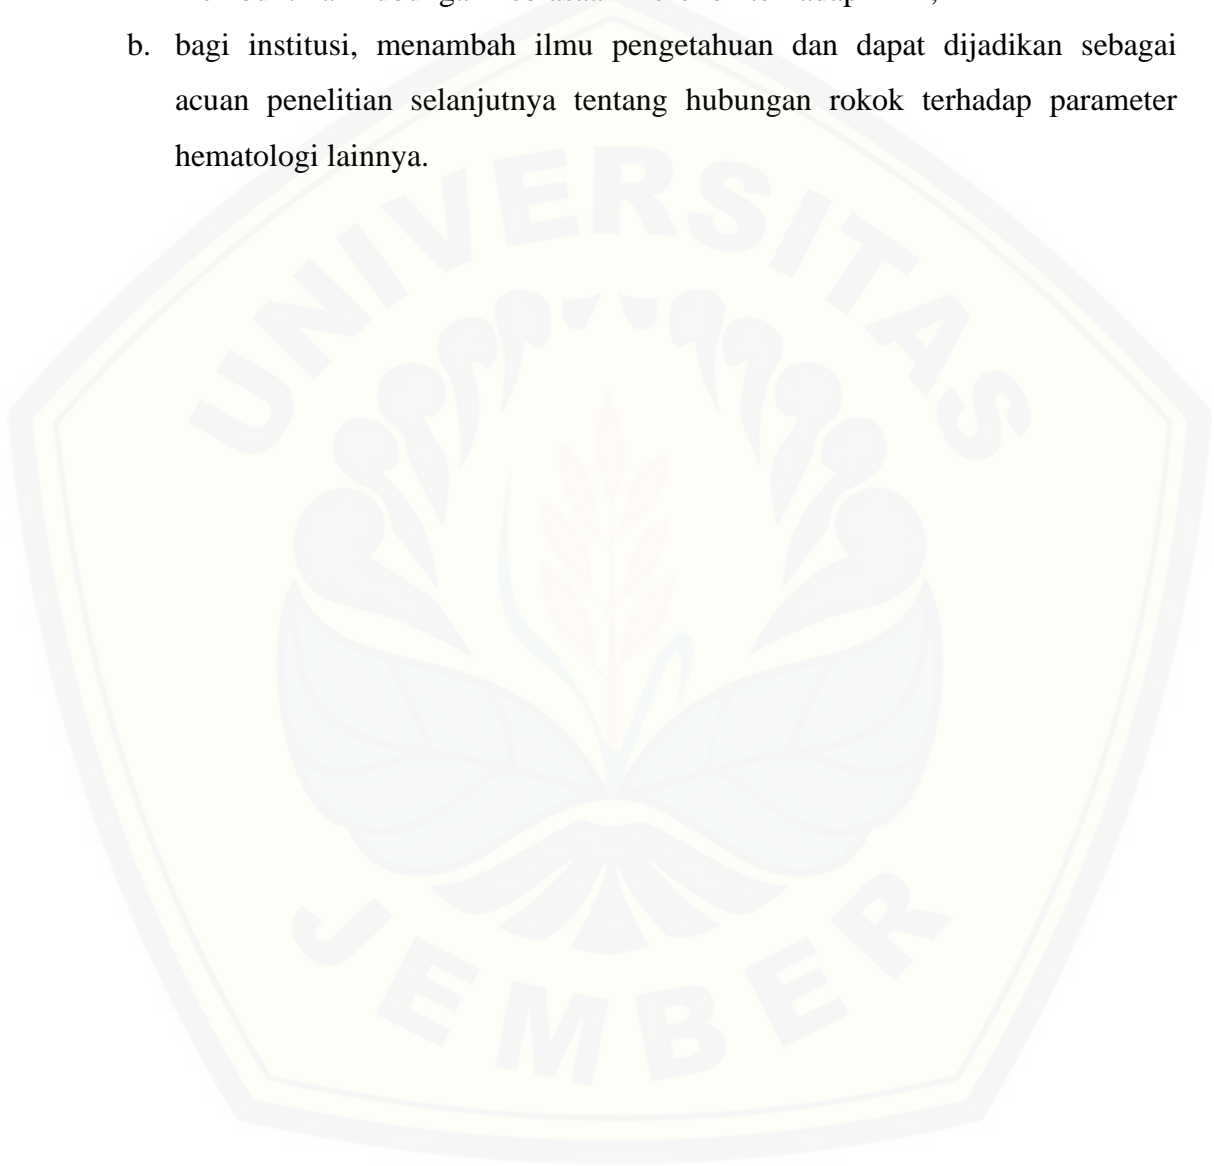 b. bagi institusi, menambah ilmu pengetahuan dan dapat dijadikan sebagai
acuan penelitian selanjutnya tentang hubungan rokok terhadap parameter
hematologi lainnya.
UNIVERSITAS
JEMBER